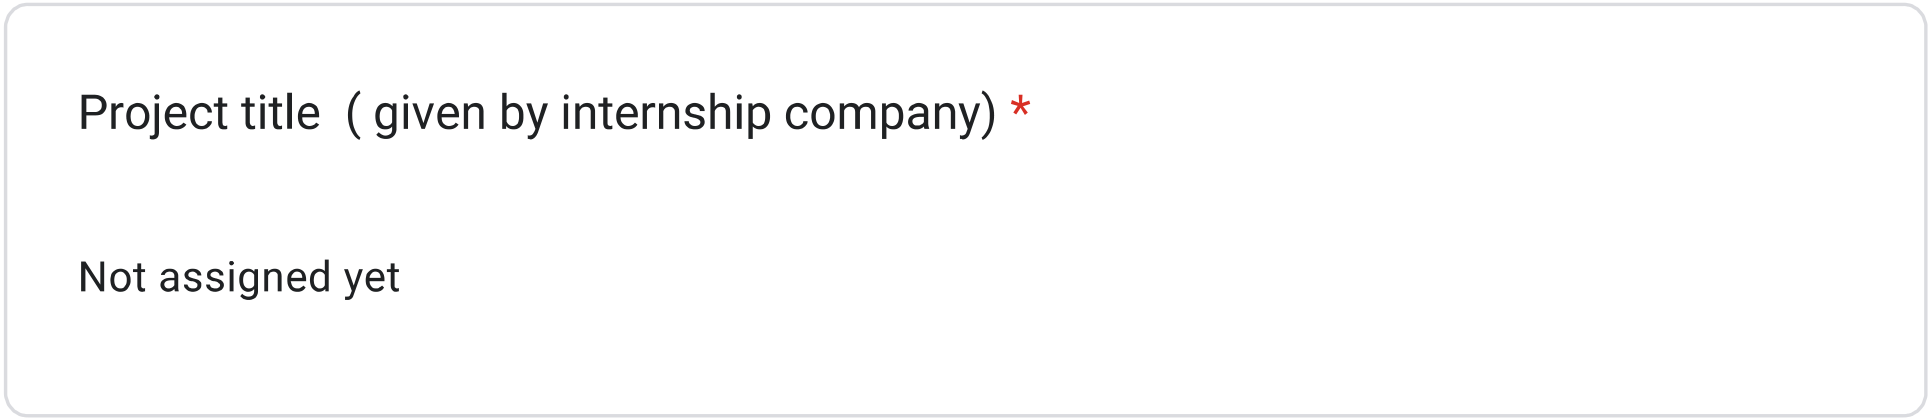 Project title  ( given by internship company) *
Not assigned yet